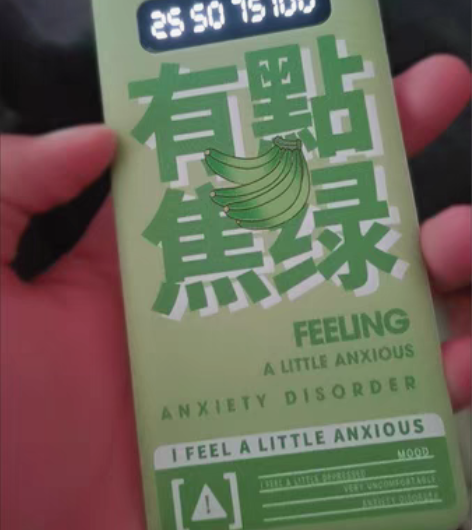 25 50 75 100
有點
焦绿
FEELING
A LITTLE ANXIOUS
ANXIETY DISORDER
I FEEL A LITTLE ANXIOUS
MOOD
I FEEL A LITTLE DEPRESSED
VERY UNCOMFORTABLE
ANXIETY DISORDER